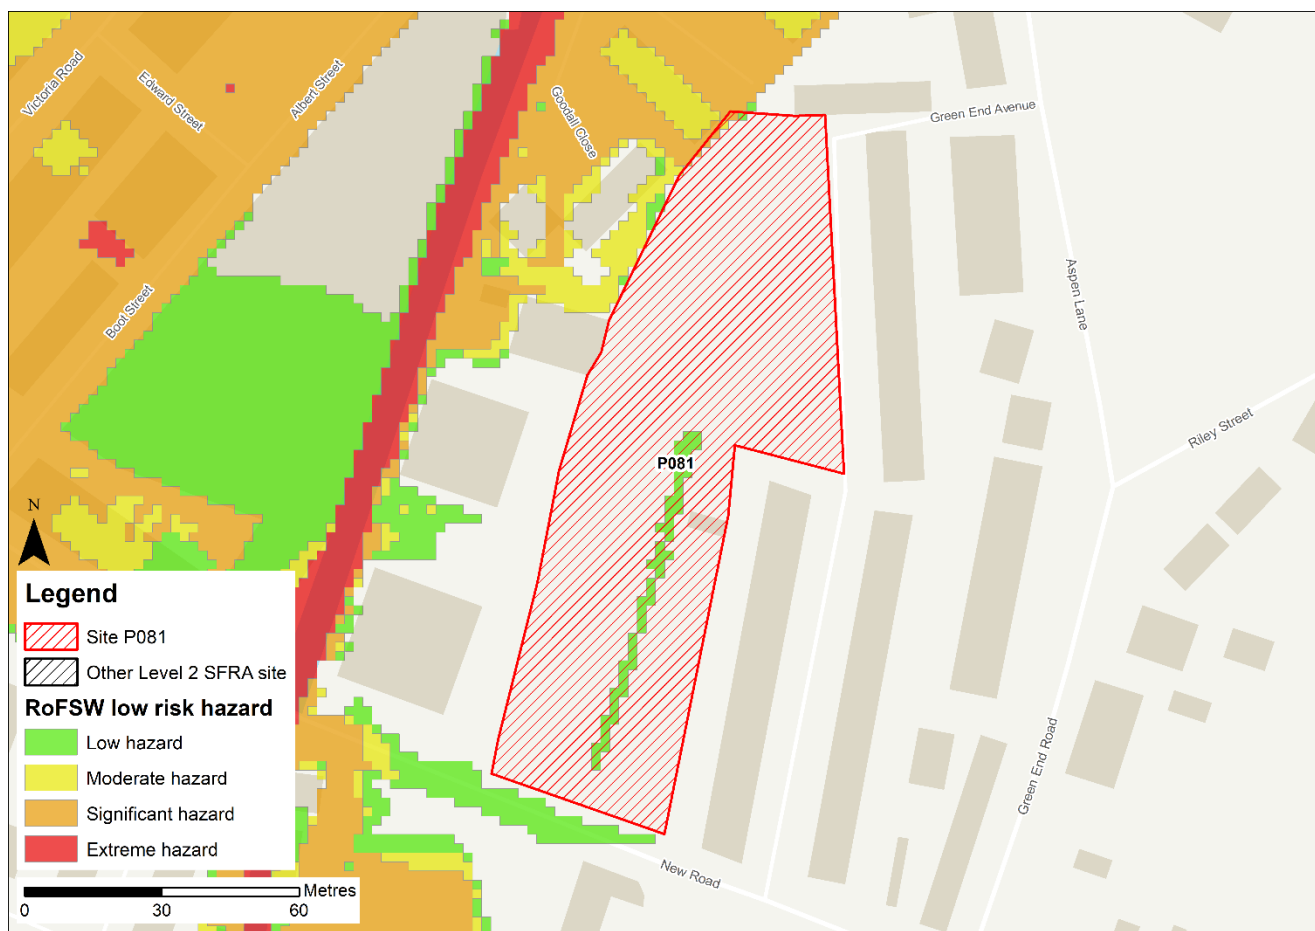 Victoria Road
Edward Street
Albert Street
Goodall Close
Green End Avenue
Boot Street
Aspen Lane
Riley Street
P081
N
Legend
Site P081
Other Level 2 SFRA site
RoFSW low risk hazard
Low hazard
Moderate hazard
Significant hazard
Extreme hazard
Metres
0 30 60
Green End Road
New Road